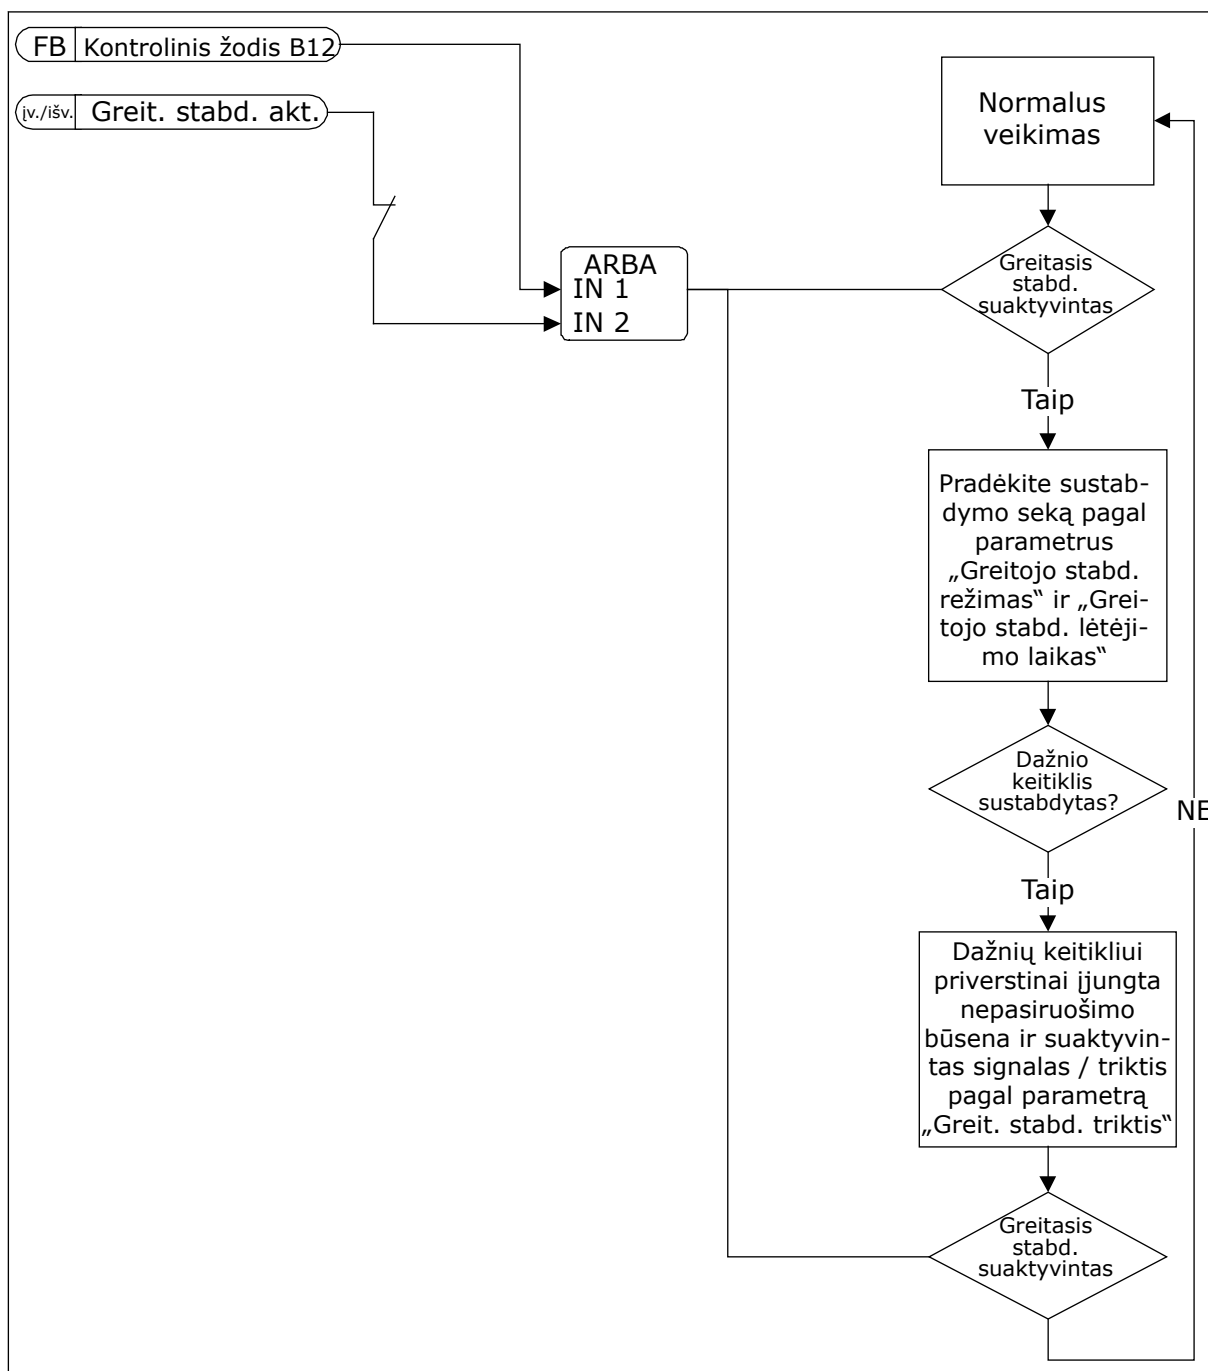 FB Kontrolinis žodis B12
įv./išv. Greit. stabd. akt.
ARBA
IN 1
IN 2
Normalus
veikimas
Greitasis
stabd.
suaktyvintas
Taip
Pradėkite sustab-
dymo seką pagal
parametrus
„Greitojo stabd.
režimas“ ir „Grei-
tojo stabd. lėtėji-
mo laikas“
Dažnio
keitiklis
sustabdytas?
NE
Taip
Dažnių keitikliui
priverstinai įjungta
nepasiruošimo
būsena ir suaktyvin-
tas signalas / triktis
pagal parametrą
„Greit. stabd. triktis“
Greitasis
stabd.
suaktyvintas